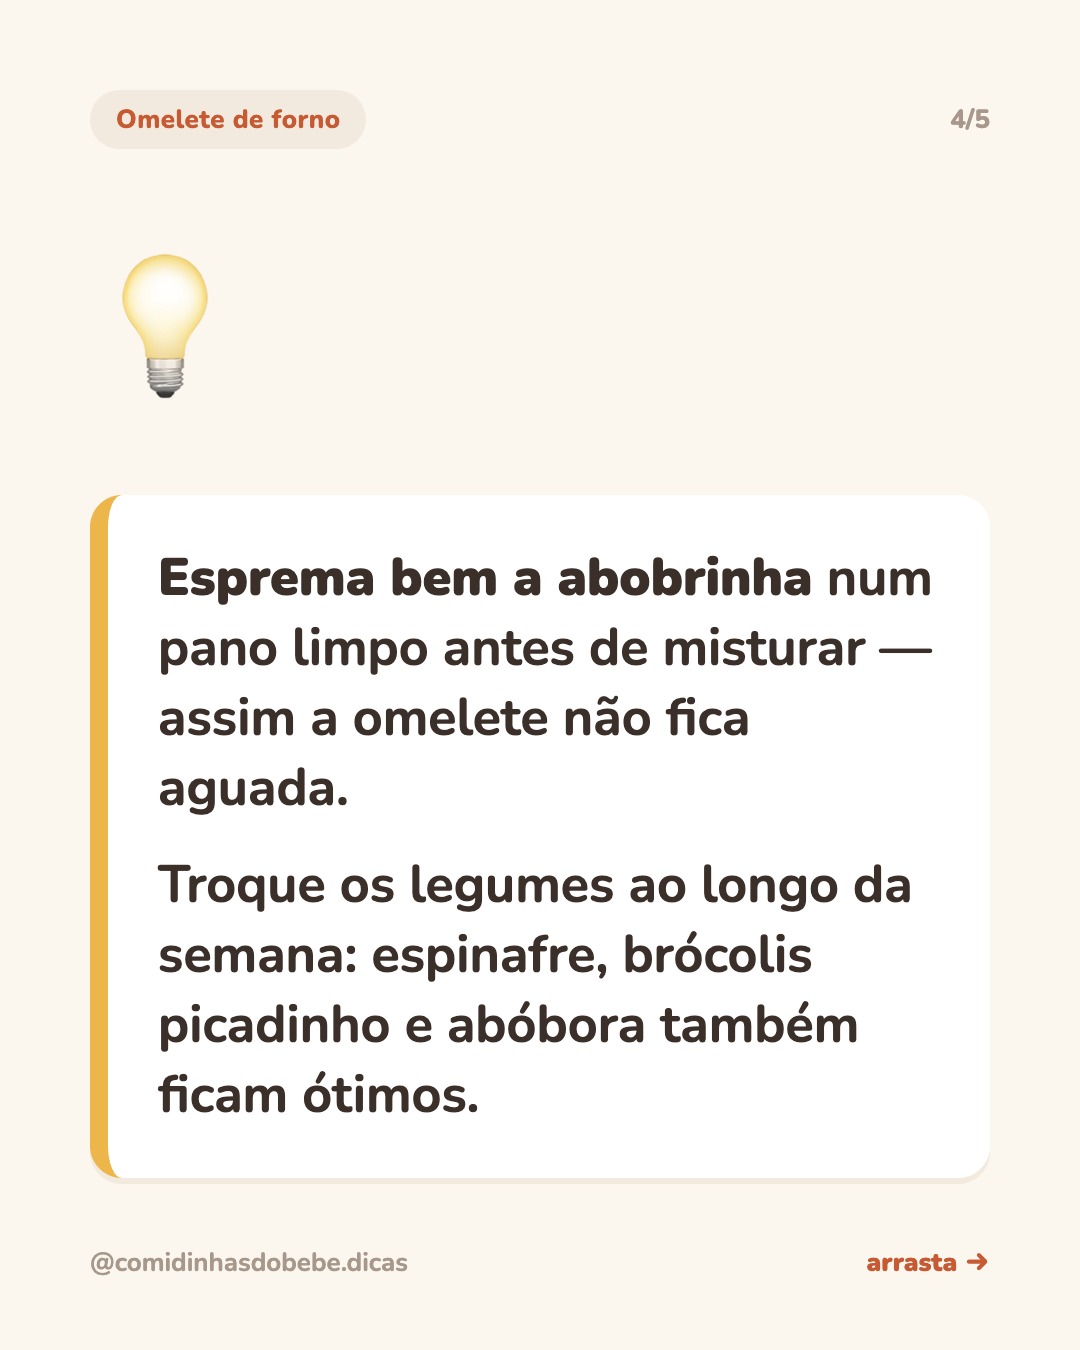 Omelete de forno
4/5
Esprema bem a abobrinha num
pano limpo antes de misturar —
assim a omelete não fica
aguada.
Troque os legumes ao longo da
semana: espinafre, brócolis
picadinho e abóbora também
ficam ótimos.
@comidinhasdobebe.dicas
arrasta →